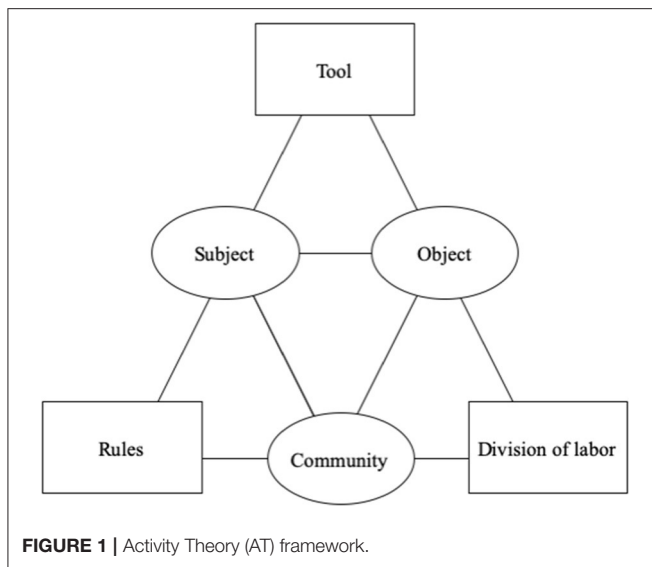 Tool
Subject
Object
Rules
Community
Division of labor
FIGURE 1 | Activity Theory (AT) framework.